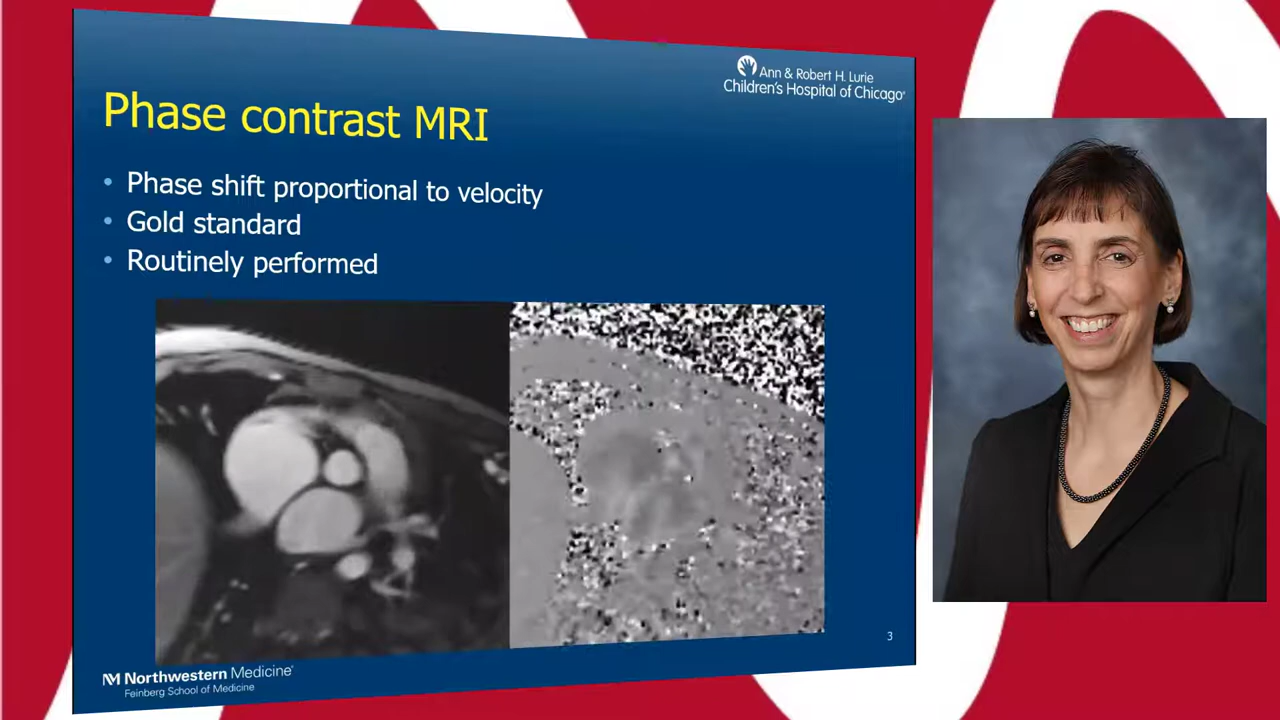 Ann & Robert H. Lurie
Children's Hospital of Chicago®
Phase contrast MRI
• Phase shift proportional to velocity
• Gold standard
• Routinely performed
3
NM Northwestern Medicine®
Feinberg School of Medicine